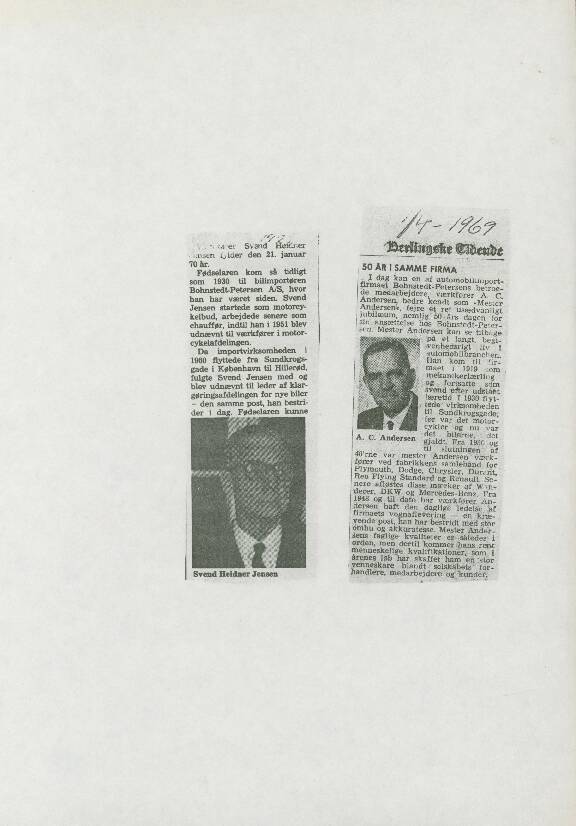 Svend Heidner
Jensen fylder den 21. januar
70 år.
Fødselaren kom så tidligt
som 1930 til bilimportøren
Bohnstedt-Petersen A/S, hvor
han har været siden. Svend
Jensen startede som motorcy-
kelbud, arbejdede senere som
chauffør, indtil han i 1951 blev
udnævnt til værkfører i motor-
cykelafdelingen.
Da importvirksomheden i
1960 flyttede fra Sundkrogs-
gade i København til Hillerød,
fulgte Svend Jensen med og
blev udnævnt til leder af klar-
gøringsafdelingen for nye biler
– den samme post, han bestri-
der i dag. Fødselaren kunne
Svend Heidner Jensen
1/4 - 1969
Berlingske Tidende
50 ÅR I SAMME FIRMA
I dag kan en af automobilimport-
firmaet Bohnstedt-Petersens betroe-
de medarbejdere, værkfører A. C.
Andersen, bedre kendt som »Mester
Andersen«, fejre et ret usædvanligt
jubilæum, nemlig 50-års dagen for
sin ansættelse hos Bohnstedt-Peter-
sen. Mester Andersen kan se tilbage
på et langt, best-
venhedsrigt liv i
automobilbranchen.
Han kom til fir-
maet i 1919 som
mekanikerlærling
og fortsatte som
svend efter udstået
læretid I 1930 flyt-
tede virksomheden
til Sundkrogsgade;
før var det motor-
cykler og nu var
det bilerne, det
gjaldt. Fra 1930 og
til slutningen af
A. C. Andersen
40'rne var mester Andersen værk-
fører ved fabrikkens samlebånd for
Plymouth, Dodge, Chrysler, Durant,
Reo Flying Standard og Renault. Se-
nere afløstes disse mærker af Wan-
derer, DKW og Mercedes-Benz. Fra
1948 og til dato har værkfører An-
dersen haft den daglige ledelse af
firmaets vognaflevering — en kræ-
vende post, han har bestridt med stor
omhu og akkuratesse. Mester Ander-
sens faglige kvaliteter er således i
orden, men dertil kommer hans rent
menneskelige kvalifikationer, som i
årenes løb har skaffet ham en stor
venneskare blandt selskabets for-
handlere, medarbejdere og kunder.